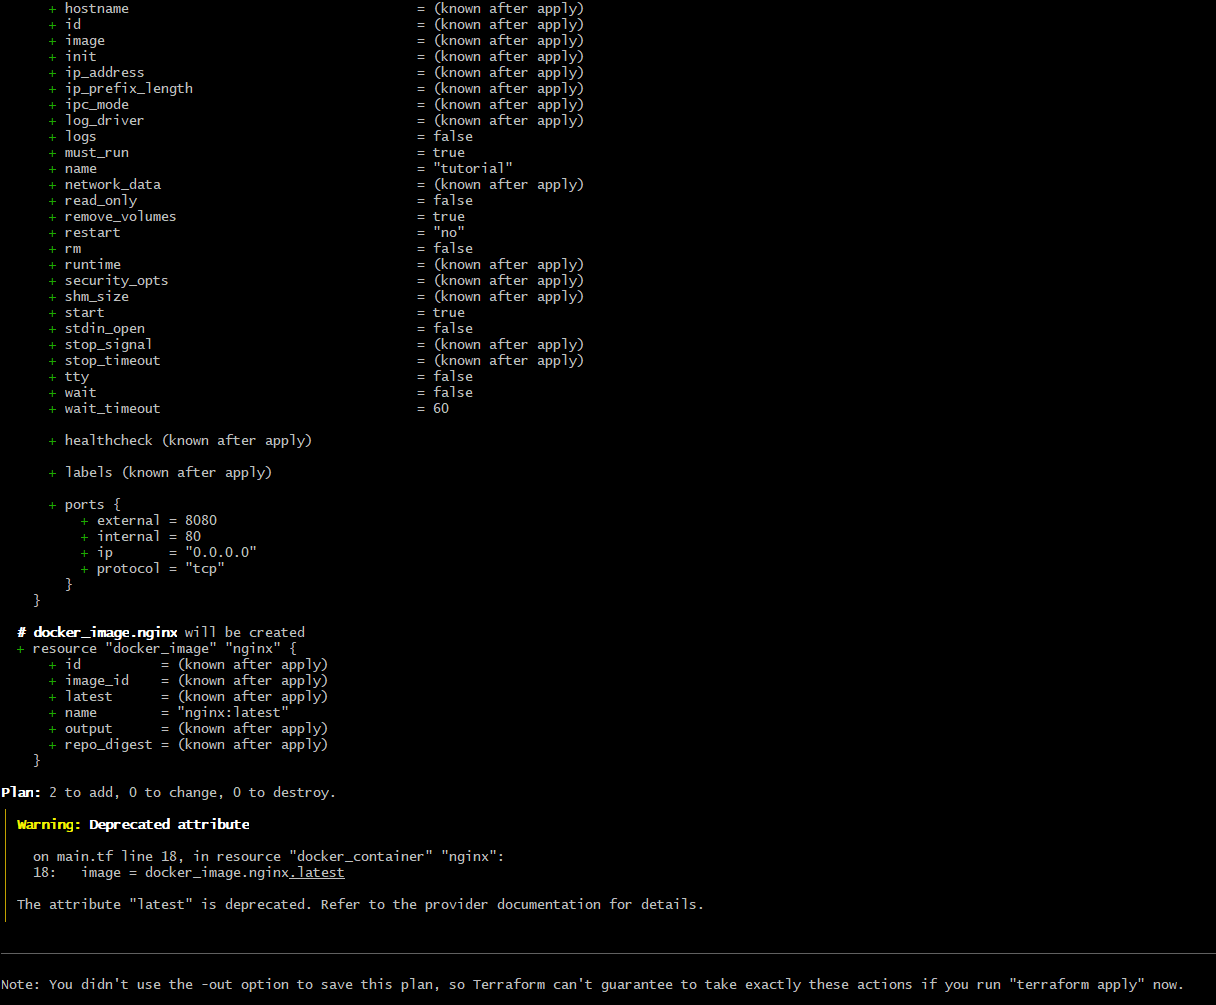 + hostname = (known after apply)
+ id = (known after apply)
+ image = (known after apply)
+ init = (known after apply)
+ ip_address = (known after apply)
+ ip_prefix_length = (known after apply)
+ ipc_mode = (known after apply)
+ log_driver = (known after apply)
+ logs = false
+ must_run = true
+ name = "tutorial"
+ network_data = (known after apply)
+ read_only = false
+ remove_volumes = true
+ restart = "no"
+ rm = false
+ runtime = (known after apply)
+ security_opts = (known after apply)
+ shm_size = (known after apply)
+ start = true
+ stdin_open = false
+ stop_signal = (known after apply)
+ stop_timeout = (known after apply)
+ tty = false
+ wait = false
+ wait_timeout = 60
+ healthcheck (known after apply)
+ labels (known after apply)
+ ports {
+ external = 8080
+ internal = 80
+ ip = "0.0.0.0"
+ protocol = "tcp"
}
}
# docker_image.nginx will be created
+ resource "docker_image" "nginx" {
+ id = (known after apply)
+ image_id = (known after apply)
+ latest = (known after apply)
+ name = "nginx:latest"
+ output = (known after apply)
+ repo_digest = (known after apply)
}
Plan: 2 to add, 0 to change, 0 to destroy.
Warning: Deprecated attribute
on main.tf line 18, in resource "docker_container" "nginx":
18: image = docker_image.nginx.latest
The attribute "latest" is deprecated. Refer to the provider documentation for details.
Note: You didn't use the -out option to save this plan, so Terraform can't guarantee to take exactly these actions if you run "terraform apply" now.